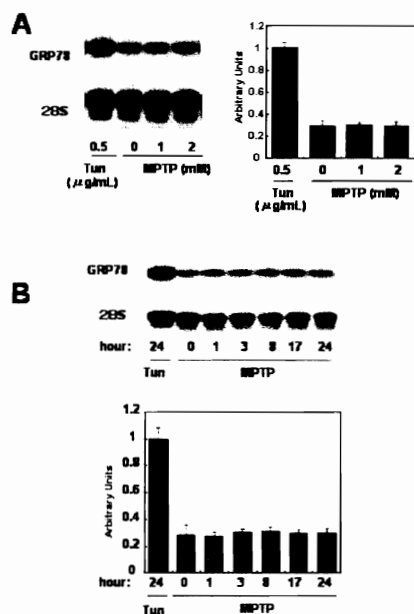 A
GRP78
28S
0.5 0 1 2
Tun MPTP (mM)
(μg/mL)
Arbitrary Units
1.2
1
0.8
0.6
0.4
0.2
0
0.5 0 1 2
Tun MPTP (mM)
(μg/mL)
B
GRP78
28S
hour: 24 0 1 3 8 17 24
Tun MPTP
Arbitrary Units
1.2
1
0.8
0.6
0.4
0.2
0
hour: 24 0 1 3 8 17 24
Tun MPTP